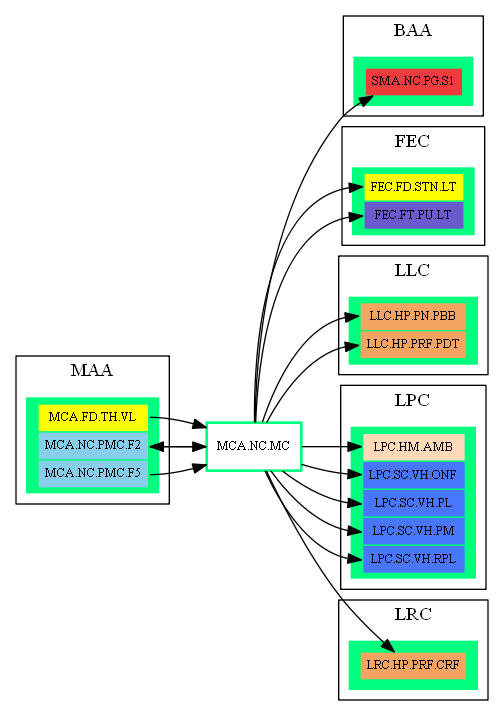 BAA
SMA.NC.PG.S1
FEC
FEC.FD.STN.LT
FEC.FT.PU.LT
LLC
LLC.HP.PN.PBB
LLC.HP.PRF.PDT
MAA
MCA.FD.TH.VL
MCA.NC.PMC.F2
MCA.NC.PMC.F5
MCA.NC.MC
LPC
LPC.HM.AMB
LPC.SC.VH.ONF
LPC.SC.VH.PL
LPC.SC.VH.PM
LPC.SC.VH.RPL
LRC
LRC.HP.PRF.CRF